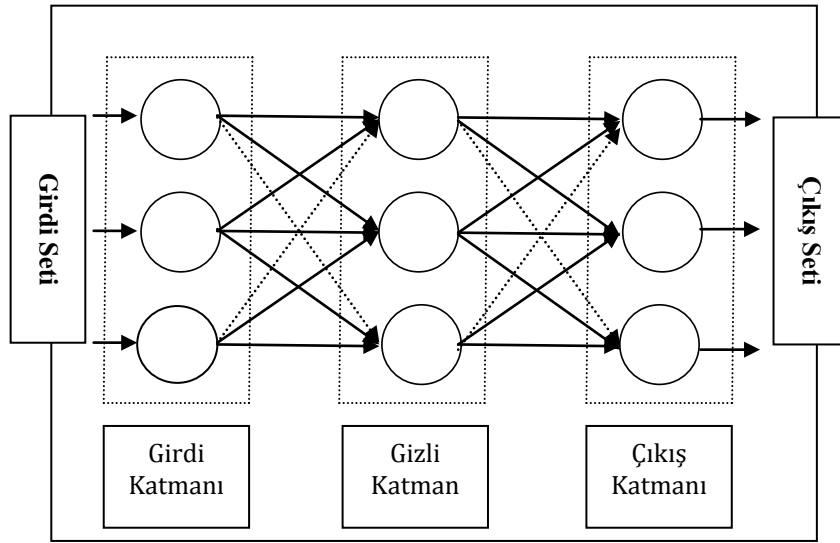 Girdi Seti
Çıkış Seti
Girdi
Katmanı
Gizli
Katman
Çıkış
Katmanı